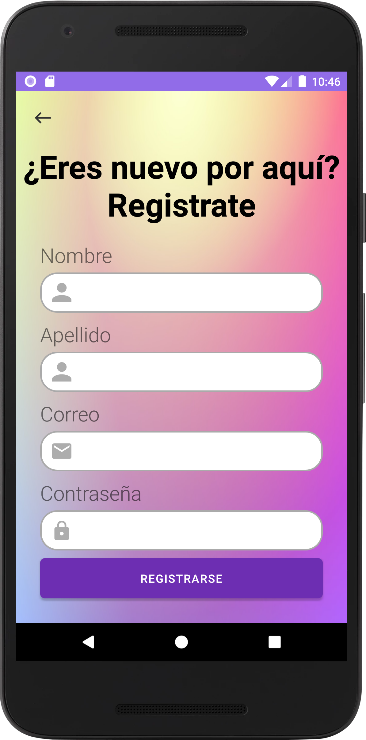 10:46
¿Eres nuevo por aquí?
Registrate
Nombre
Apellido
Correo
Contraseña
REGISTRARSE